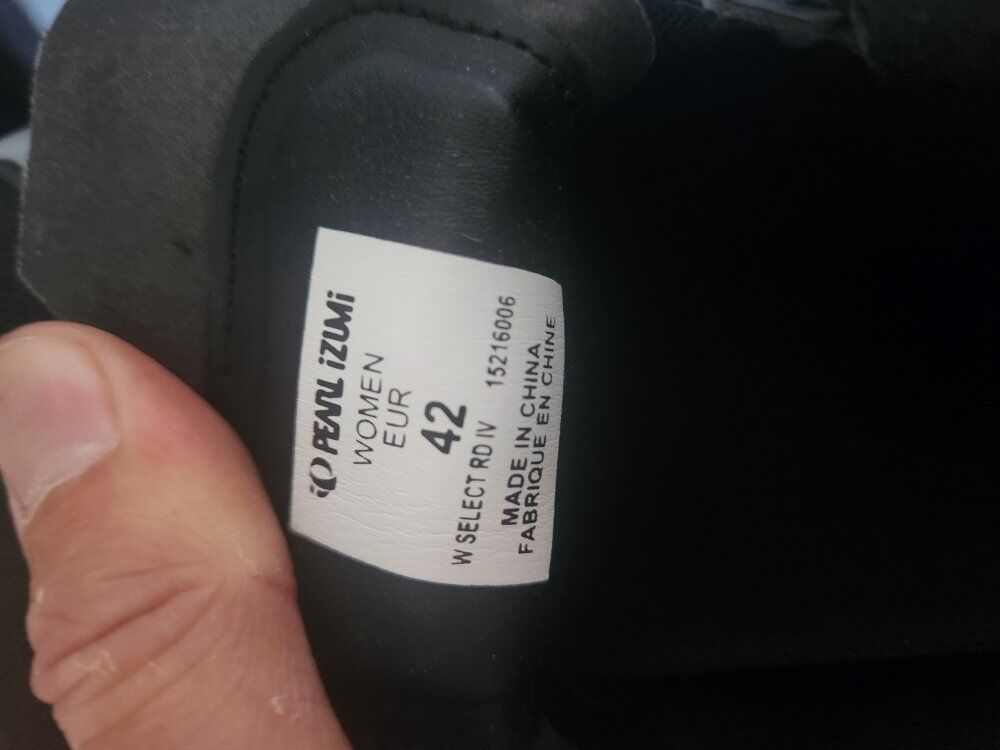 PEARL iZUMi
WOMEN
EUR
42
W SELECT RD IV 15216006
MADE IN CHINA
FABRIQUE EN CHINE